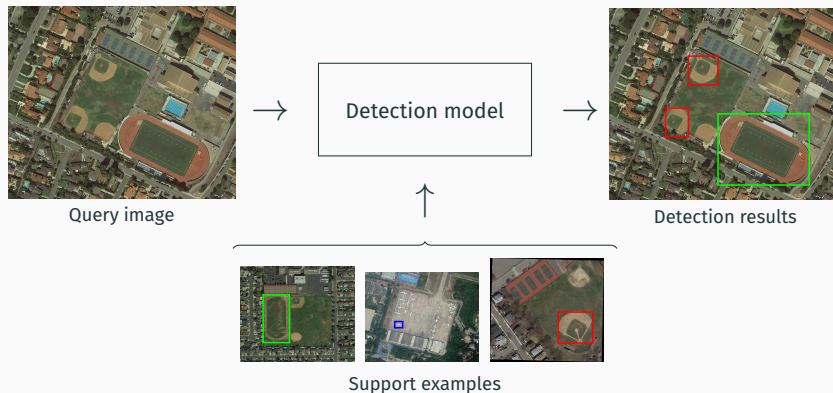 Detection model
Query image
Detection results
Support examples